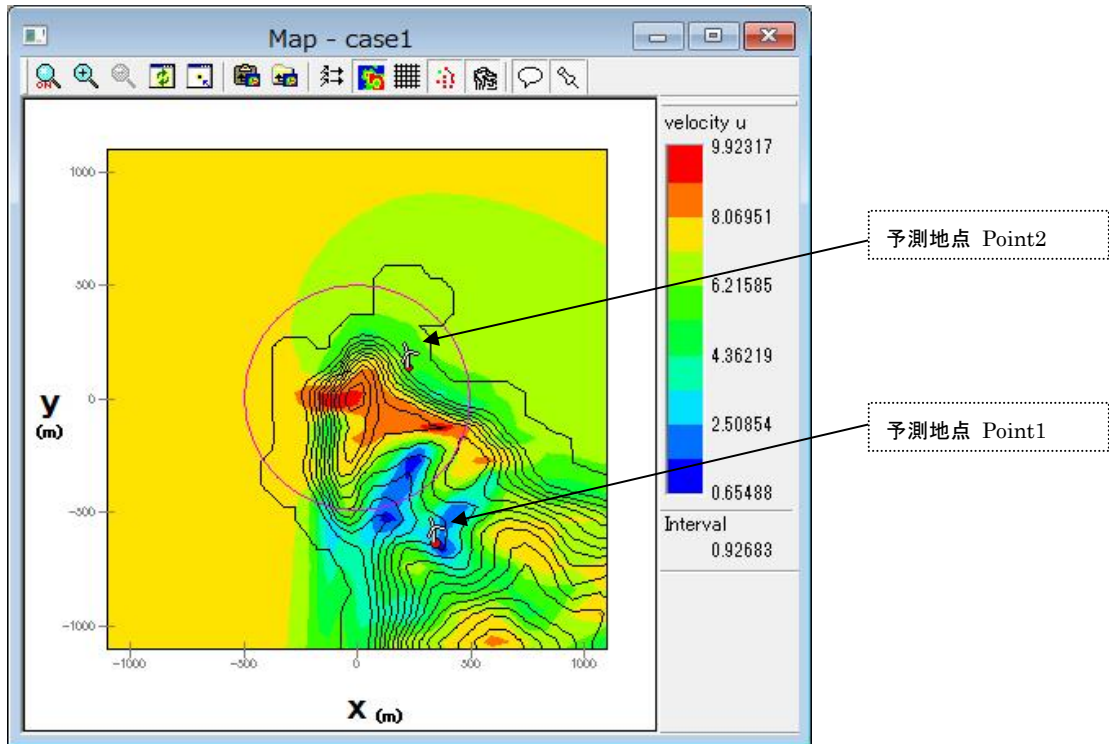 Map - case1
ON
velocity u
9.92317
8.06951
6.21585
4.36219
2.50854
0.65488
Interval
0.92683
1000
500
0
-500
-1000
y
(m)
-1000
-500
0
500
1000
x (m)
予測地点 Point2
予測地点 Point1